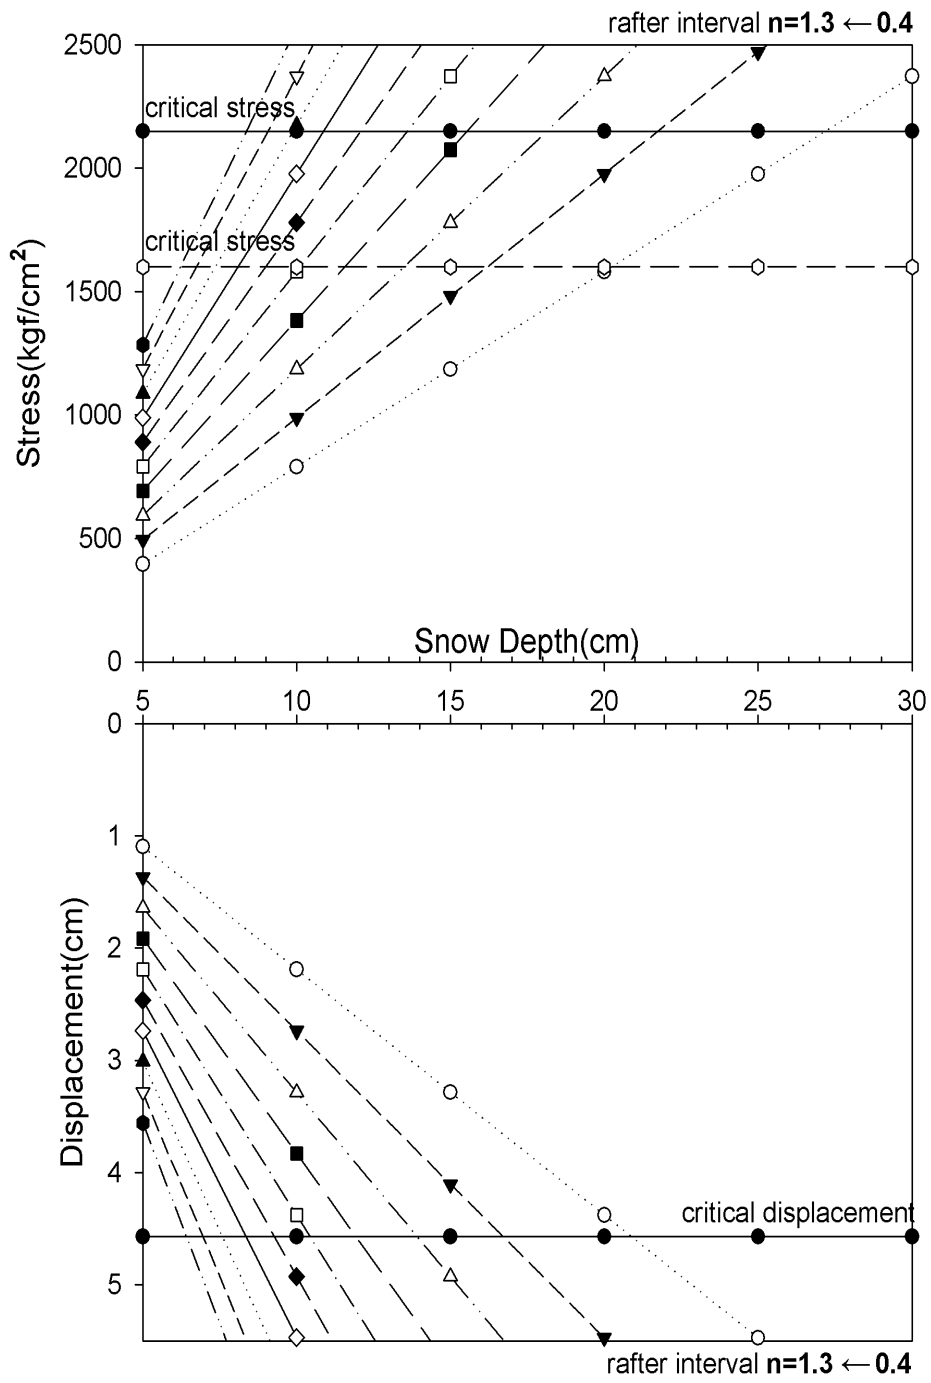 rafter interval n=1.3 ← 0.4
2500
critical stress
2000
critical stress
1500
Stress(kgf/cm²)
1000
500
Snow Depth(cm)
0
5 10 15 20 25 30
0
1
2
Displacement(cm)
3
4
critical displacement
5
rafter interval n=1.3 ← 0.4